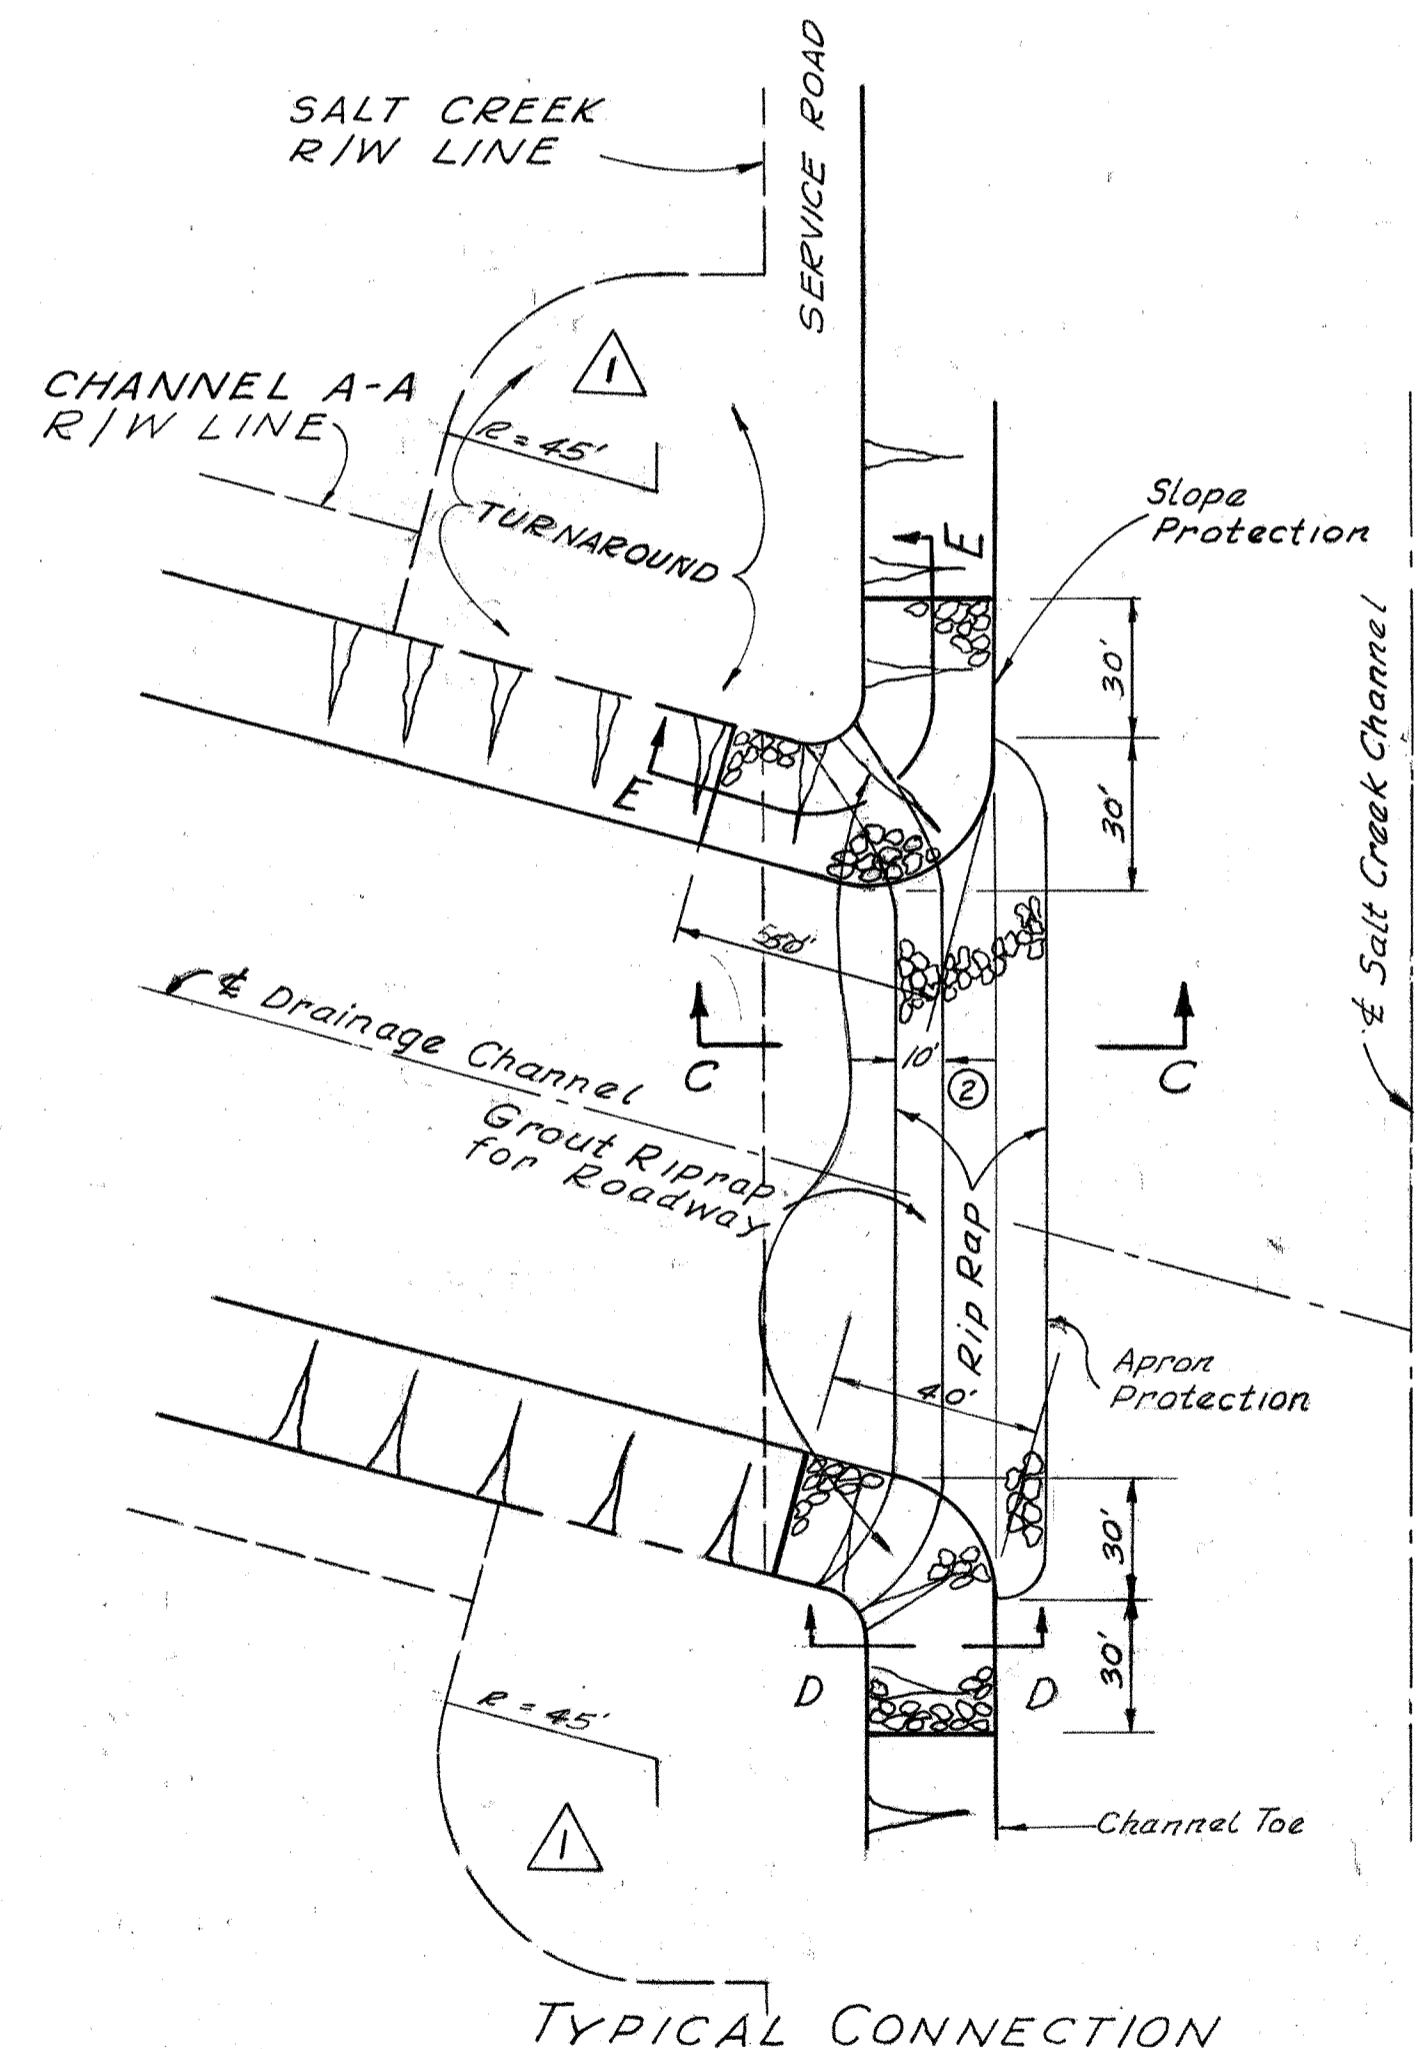 SALT CREEK
R/W LINE
SERVICE ROAD
1
CHANNEL A-A
R/W LINE
R = 45'
TURNAROUND
Slope
Protection
E
30'
30'
E
℄ Salt Creek Channel
℄ Drainage Channel
C
10'
2
C
Grout Riprap
for Roadway
Rip Rap
40'
Apron
Protection
30'
30'
D
D
R = 45'
1
Channel Toe
TYPICAL CONNECTION